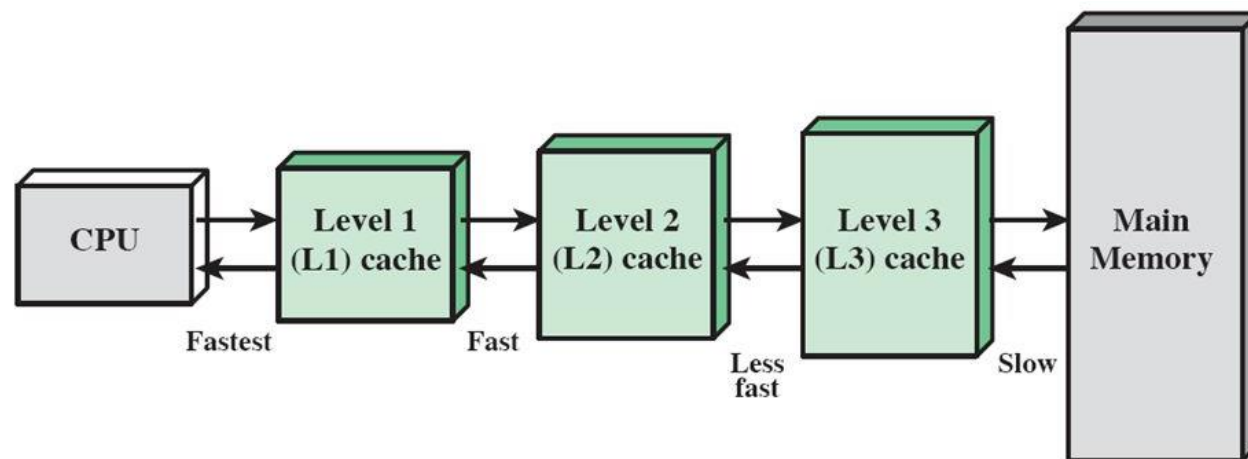 CPU
Level 1
(L1) cache
Level 2
(L2) cache
Level 3
(L3) cache
Main
Memory
Fastest
Fast
Less
fast
Slow